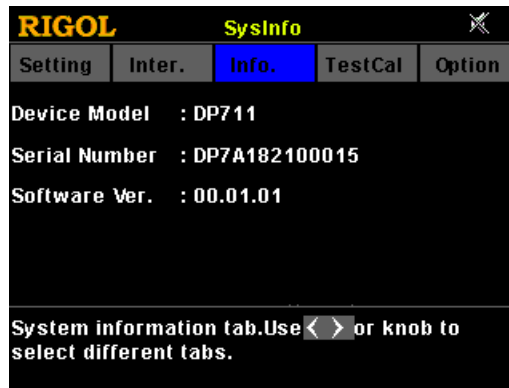 RIGOL SysInfo
Setting Inter. Info. TestCal Option
Device Model : DP711
Serial Number : DP7A182100015
Software Ver. : 00.01.01
System information tab.Use < > or knob to
select different tabs.